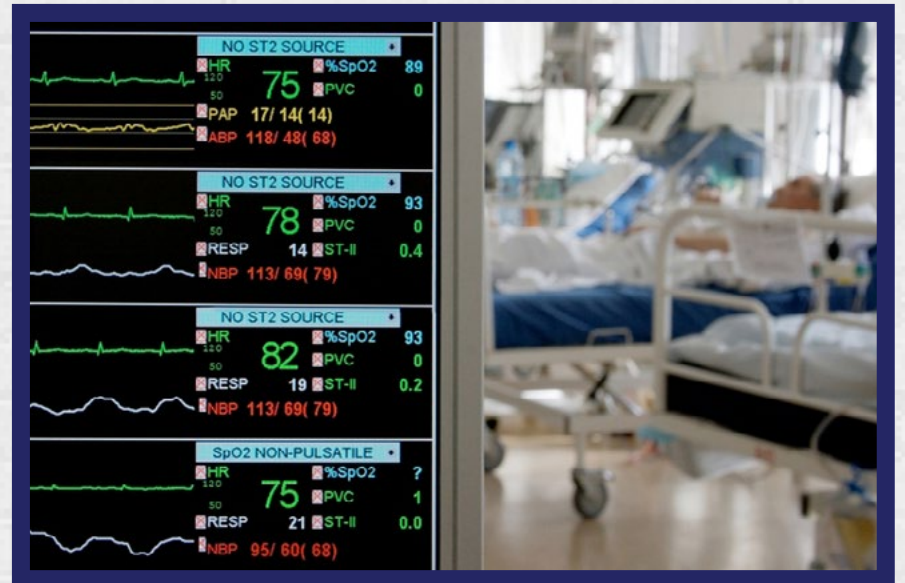 NO ST2 SOURCE
HR 75 %SpO2 89
120
50 PVC 0
PAP 17/ 14( 14)
ABP 118/ 48( 68)
NO ST2 SOURCE
HR 78 %SpO2 93
120
50 PVC 0
RESP 14 ST-II 0.4
NBP 113/ 69( 79)
NO ST2 SOURCE
HR 82 %SpO2 93
120
50 PVC 0
RESP 19 ST-II 0.2
NBP 113/ 69( 79)
SpO2 NON-PULSATILE
HR 75 %SpO2 ?
120
50 PVC 1
RESP 21 ST-II 0.0
NBP 95/ 60( 68)